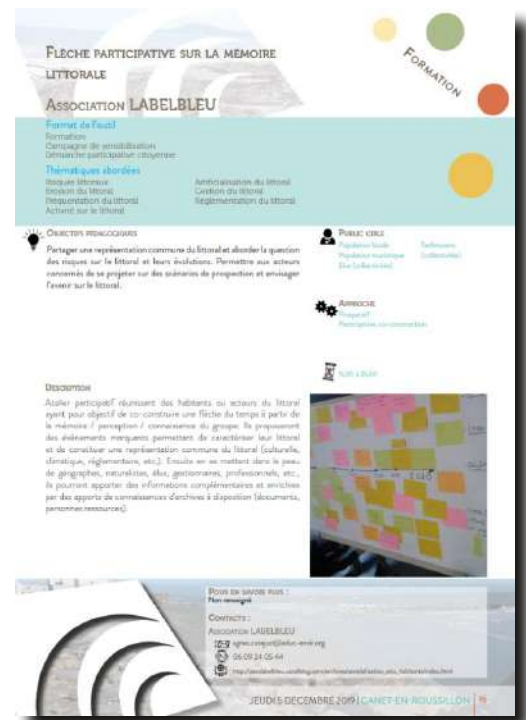 FLÈCHE PARTICIPATIVE SUR LA MÉMOIRE
LITTORALE
FORMATION
ASSOCIATION LABELBLEU
Format de l'outil
Formation
Campagne de sensibilisation
Démarche participative citoyenne
Thématiques abordées
Risques littoraux
Artificialisation du littoral
Erosion du littoral
Gestion du littoral
Fréquentation du littoral
Réglementation du littoral
Activité sur le littoral
OBJECTIFS PÉDAGOGIQUES
Partager une représentation commune du littoral et aborder la question
des risques sur le littoral et leurs évolutions. Permettre aux acteurs
concernés de se projeter sur des scénarios de prospection et envisager
l'avenir sur le littoral.
PUBLIC CIBLE
Population locale
Techniciens
Population touristique
(collectivités)
Elus (collectivités)
APPROCHE
Prospectif
Participative, co-construction
DESCRIPTION
Atelier participatif réunissant des habitants ou acteurs du littoral
ayant pour objectif de co-construire une flèche du temps à partir de
la mémoire / perception / connaissance du groupe. Ils proposeront
des événements marquants permettant de caractériser leur littoral
et de constituer une représentation commune du littoral (culturelle,
climatique, réglementaire, etc.). Ensuite en se mettant dans la peau
de géographes, naturalistes, élus, gestionnaires, professionnels, etc.,
ils pourront apporter des informations complémentaires et enrichies
par des apports de connaissances d'archives à disposition (documents,
personnes ressources).
POUR EN SAVOIR PLUS :
Non renseigné
CONTACTS :
ASSOCIATION LABELBLEU
06 09 24 05 44
JEUDI 5 DÉCEMBRE 2019 | CANET-EN-ROUSSILLON